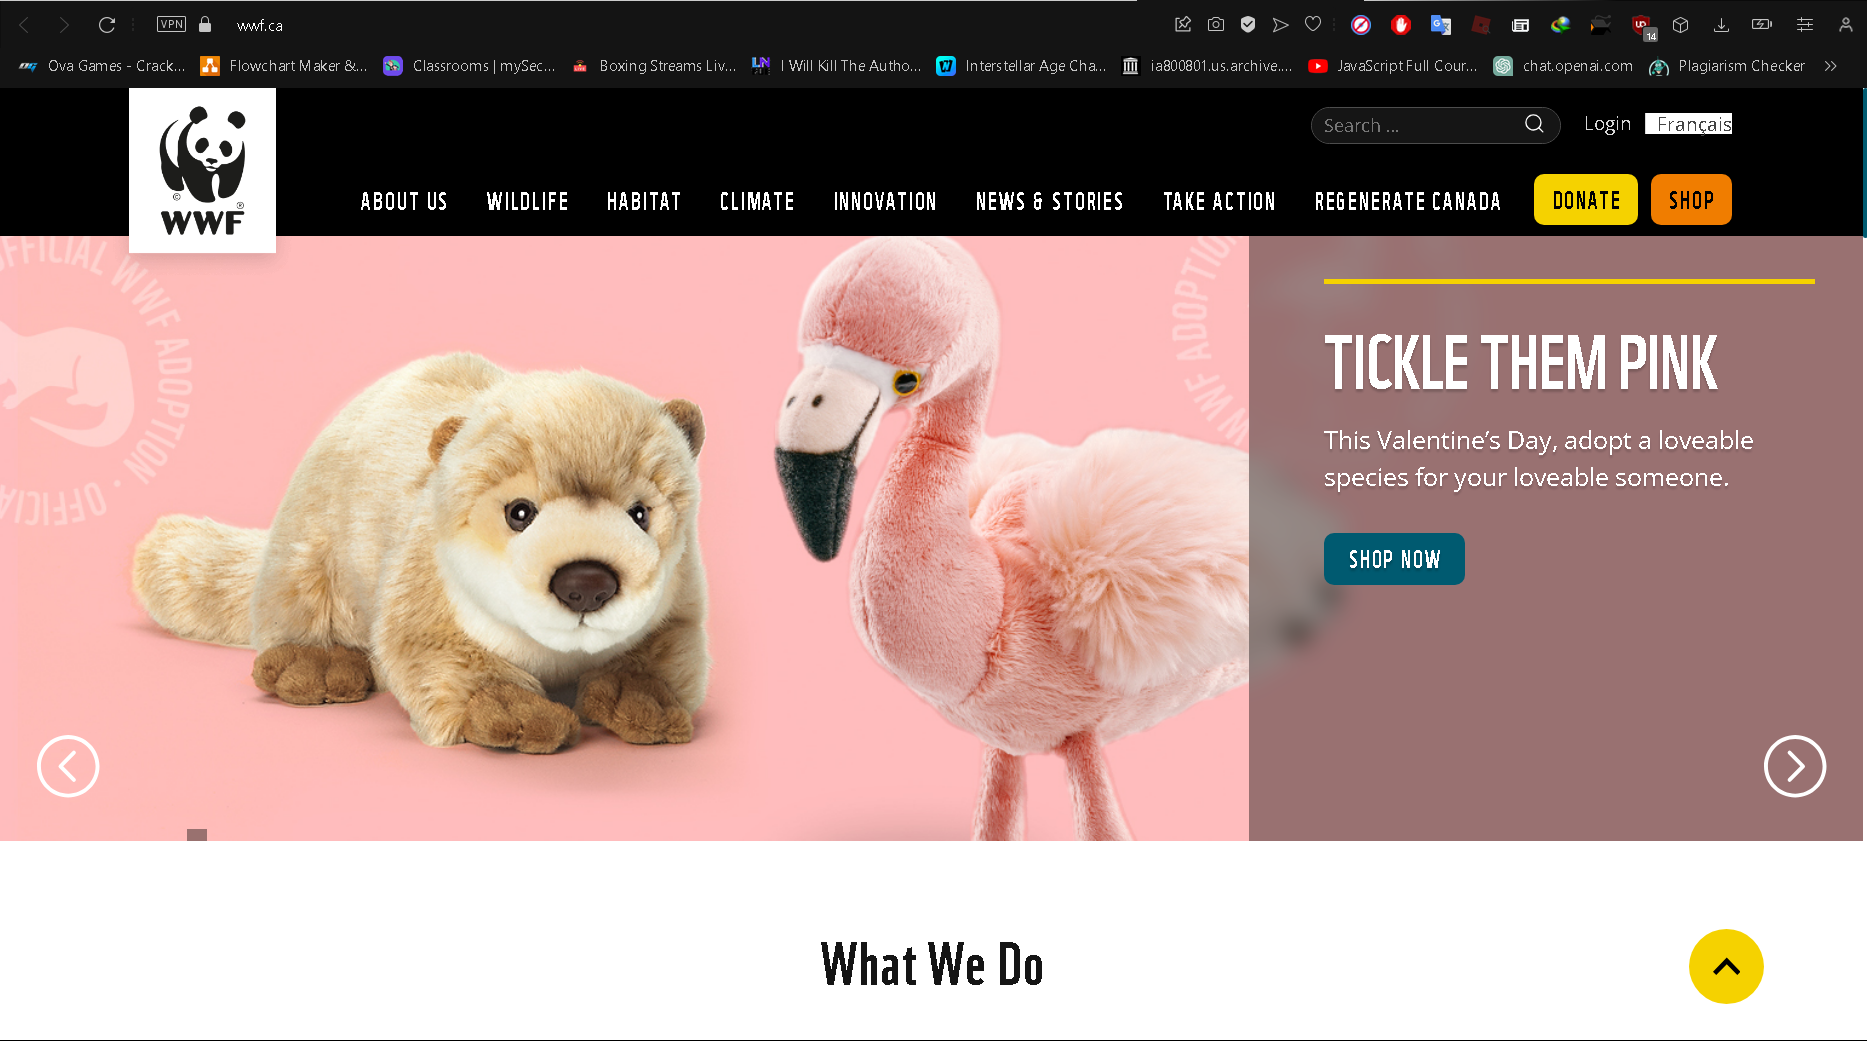 VPN
wwf.ca
14
Ova Games - Crack...
Flowchart Maker &...
Classrooms | mySec...
Boxing Streams Liv...
I Will Kill The Autho...
Interstellar Age Cha...
ia800801.us.archive....
JavaScript Full Cour...
chat.openai.com
Plagiarism Checker
Search ...
Login
Français
© ®
WWF
ABOUT US
WILDLIFE
HABITAT
CLIMATE
INNOVATION
NEWS & STORIES
TAKE ACTION
REGENERATE CANADA
DONATE
SHOP
OFFICIAL WWF ADOPTION • OFFICI
WWF ADOPTION
TICKLE THEM PINK
This Valentine's Day, adopt a loveable
species for your loveable someone.
SHOP NOW
What We Do